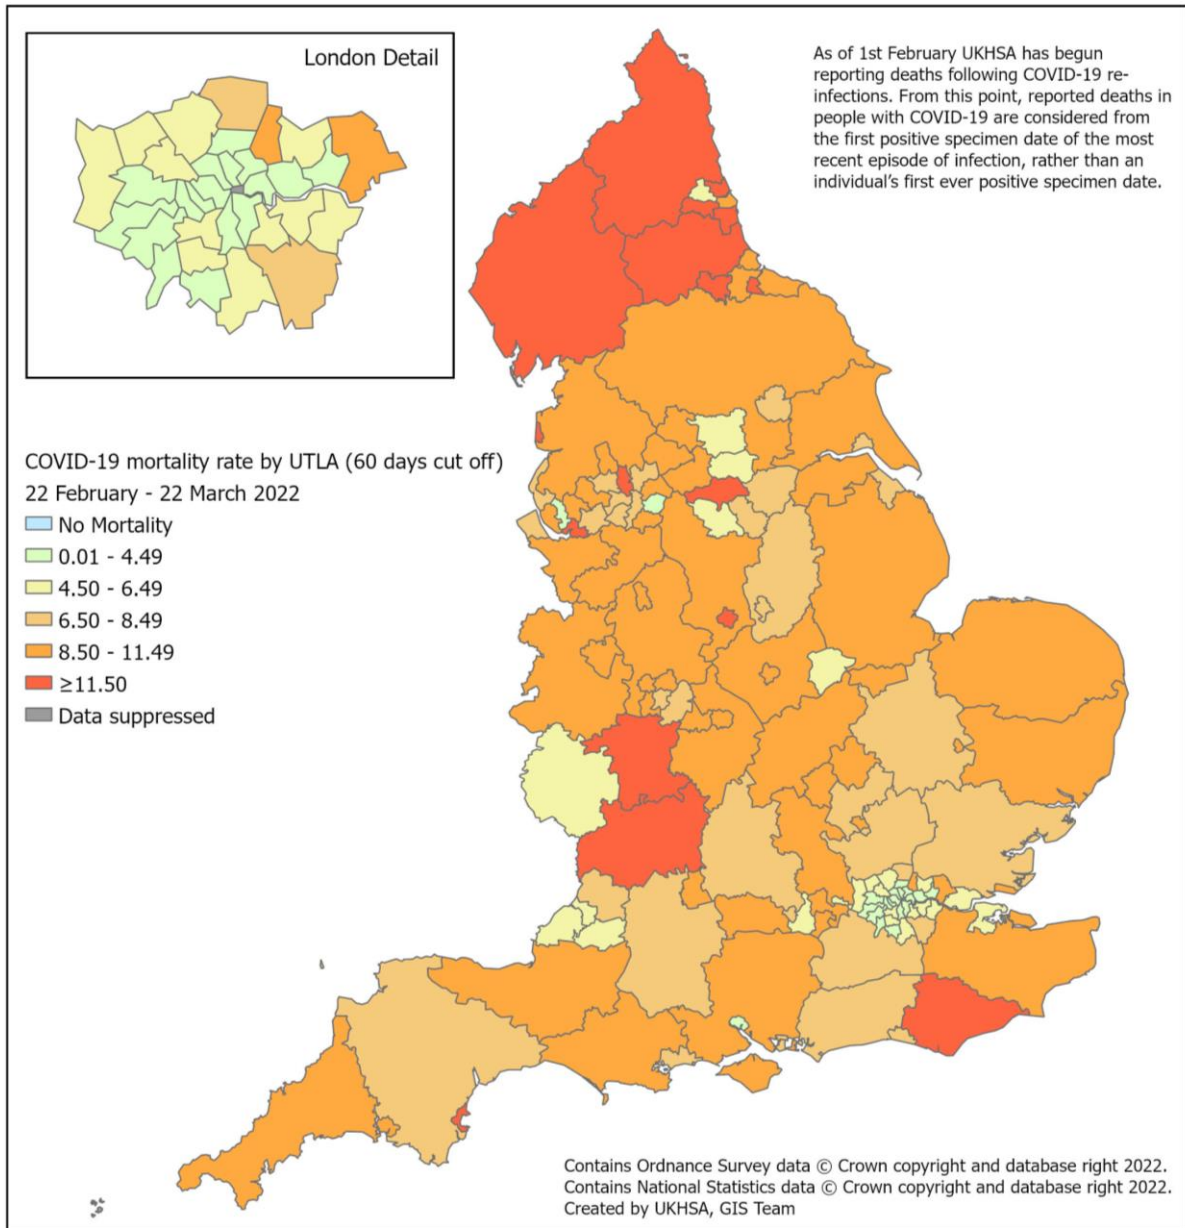 London Detail
As of 1st February UKHSA has begun
reporting deaths following COVID-19 re-
infections. From this point, reported deaths in
people with COVID-19 are considered from
the first positive specimen date of the most
recent episode of infection, rather than an
individual's first ever positive specimen date.
COVID-19 mortality rate by UTLA (60 days cut off)
22 February - 22 March 2022
No Mortality
0.01 - 4.49
4.50 - 6.49
6.50 - 8.49
8.50 - 11.49
≥11.50
Data suppressed
Contains Ordnance Survey data © Crown copyright and database right 2022.
Contains National Statistics data © Crown copyright and database right 2022.
Created by UKHSA, GIS Team